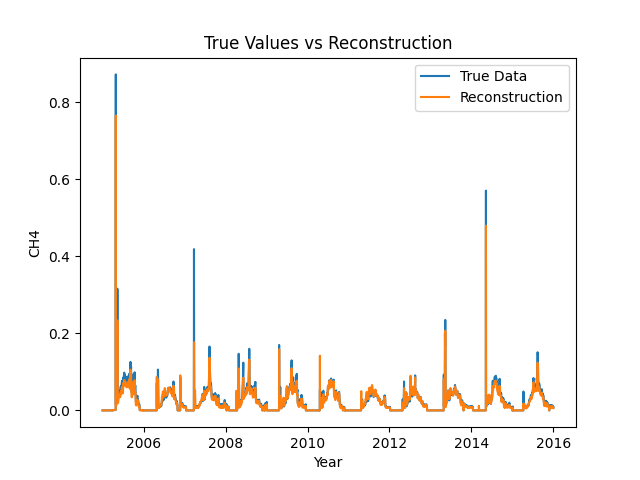 True Values vs Reconstruction
True Data
Reconstruction
CH4
0.8
0.6
0.4
0.2
0.0
2006 2008 2010 2012 2014 2016
Year